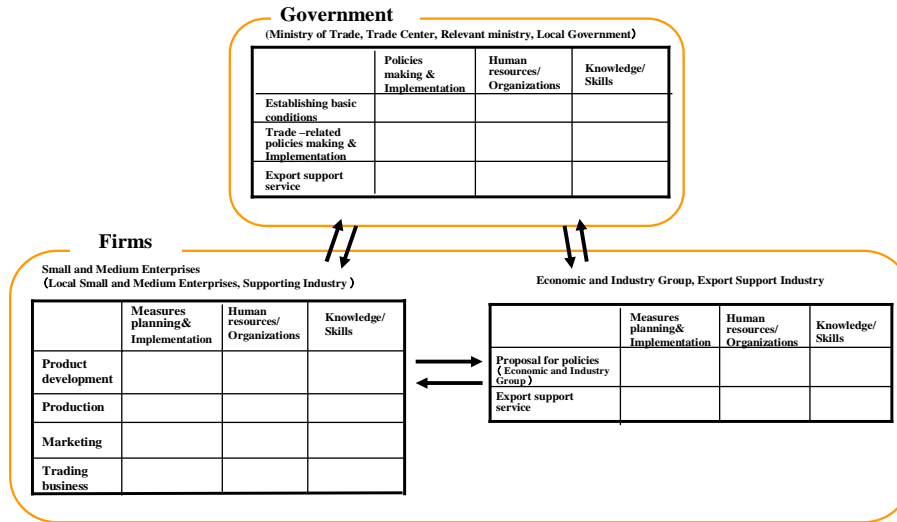 Government
(Ministry of Trade, Trade Center, Relevant ministry, Local Government)
Policies
making &
Implementation
Human
resources/
Organizations
Knowledge/
Skills
Establishing basic
conditions
Trade –related
policies making &
Implementation
Export support
service
Firms
Small and Medium Enterprises
(Local Small and Medium Enterprises, Supporting Industry)
Measures
planning&
Implementation
Human
resources/
Organizations
Knowledge/
Skills
Product
development
Production
Marketing
Trading
business
Economic and Industry Group, Export Support Industry
Measures
planning&
Implementation
Human
resources/
Organizations
Knowledge/
Skills
Proposal for policies
(Economic and Industry
Group)
Export support
service